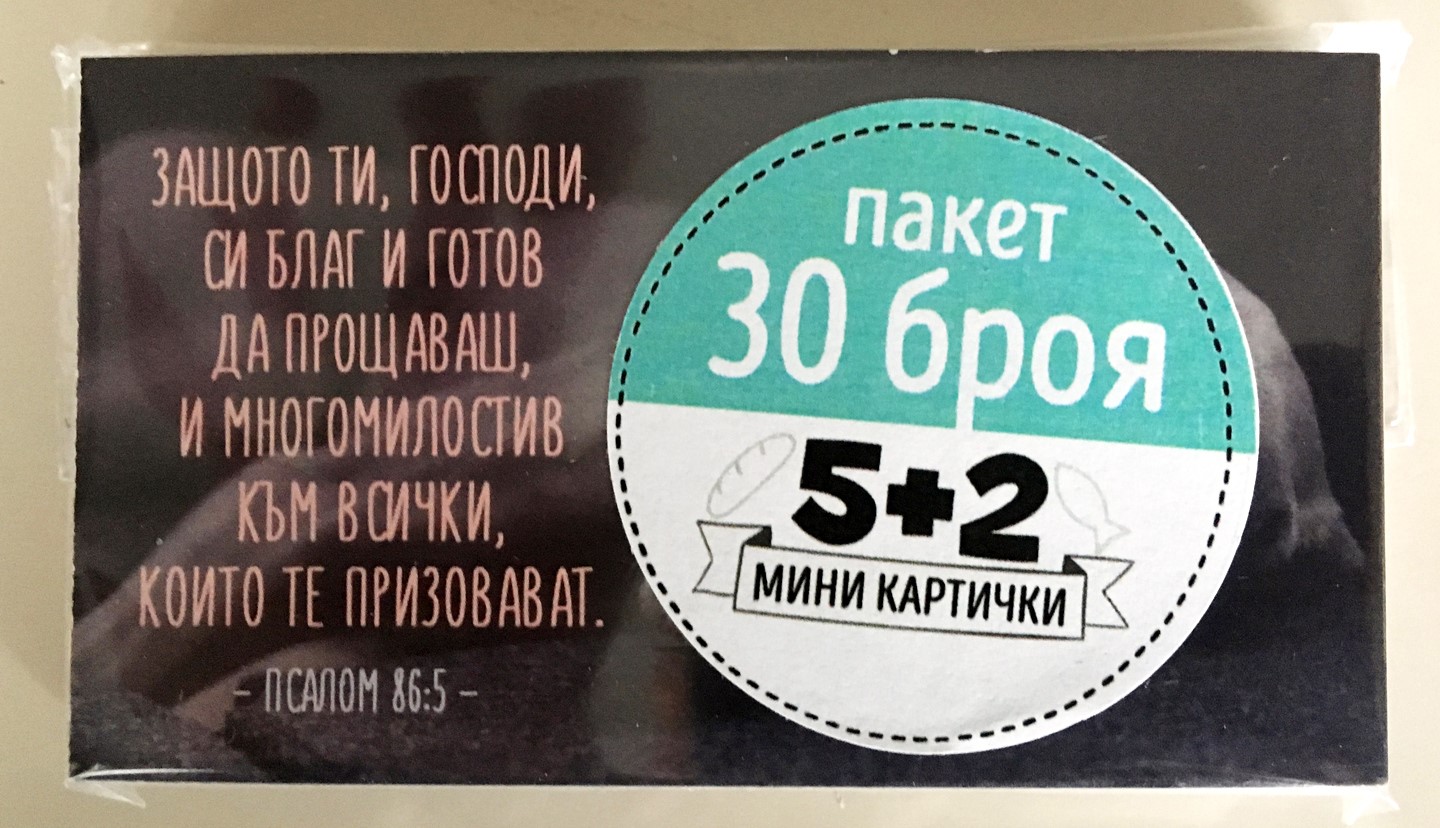 ЗАЩОТО ТИ, ГОСПОДИ,
СИ БЛАГ И ГОТОВ
ДА ПРОЩАВАШ,
И МНОГОМИЛОСТИВ
КЪМ ВСИЧКИ,
КОИТО ТЕ ПРИЗОВАВАТ.
– ПСАЛОМ 86:5 –
пакет
30 броя
5+2
МИНИ КАРТИЧКИ